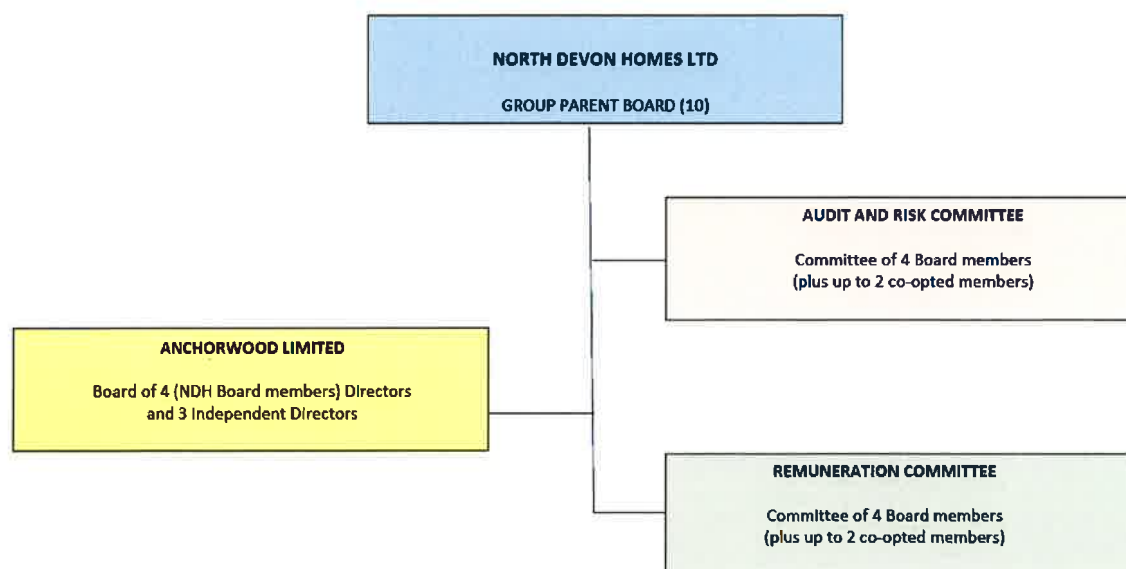 NORTH DEVON HOMES LTD
GROUP PARENT BOARD (10)
AUDIT AND RISK COMMITTEE
Committee of 4 Board members
(plus up to 2 co-opted members)
ANCHORWOOD LIMITED
Board of 4 (NDH Board members) Directors
and 3 Independent Directors
REMUNERATION COMMITTEE
Committee of 4 Board members
(plus up to 2 co-opted members)